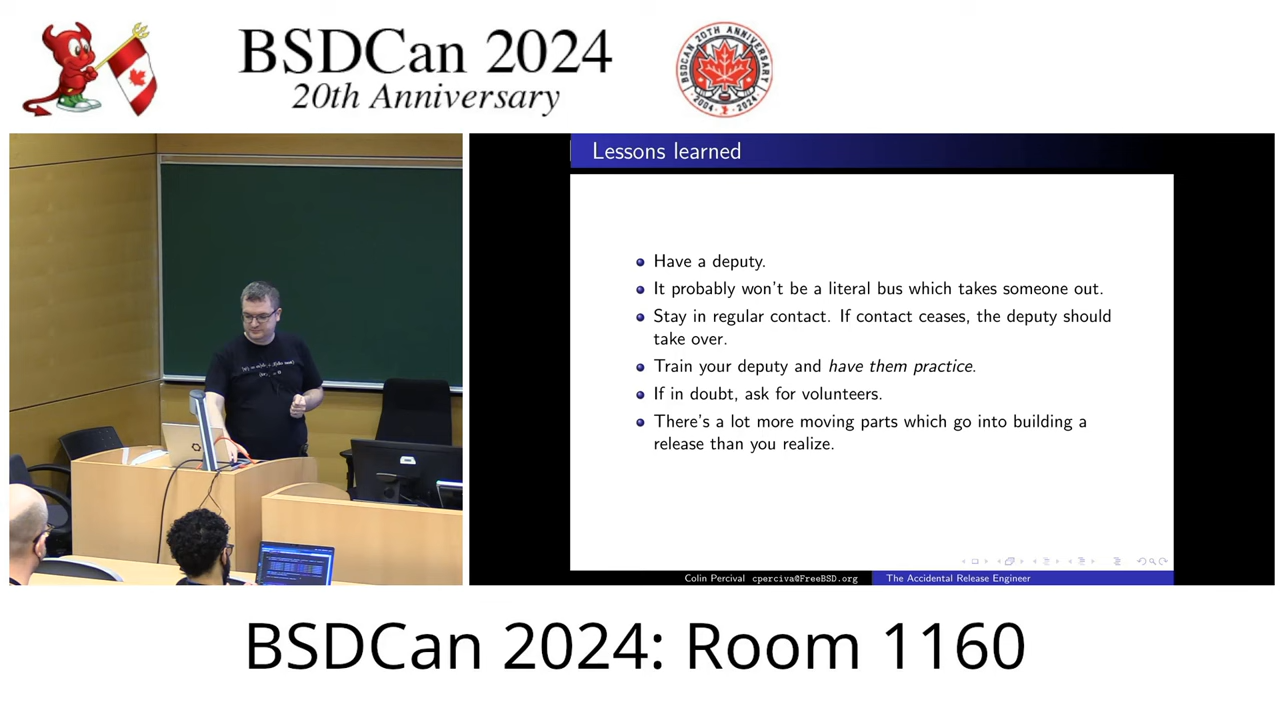 BSDCan 2024
20th Anniversary
BSDCAN 20TH ANNIVERSARY
2004 - 2024
Lessons learned
Have a deputy.
It probably won't be a literal bus which takes someone out.
Stay in regular contact. If contact ceases, the deputy should
take over.
Train your deputy and have them practice.
If in doubt, ask for volunteers.
There's a lot more moving parts which go into building a
release than you realize.
Colin Percival cperciva@FreeBSD.org
The Accidental Release Engineer
BSDCan 2024: Room 1160